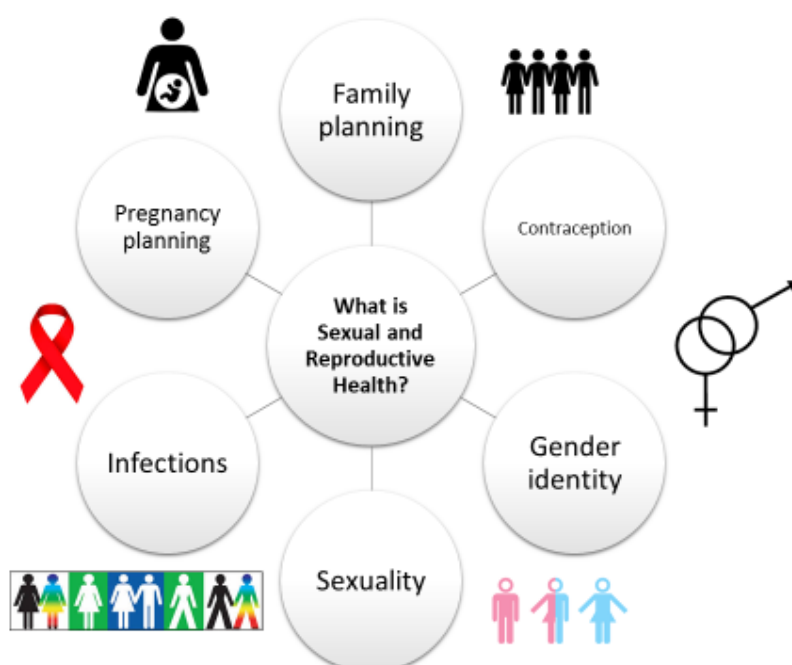 Family
planning
Pregnancy
planning
Contraception
What is
Sexual and
Reproductive
Health?
Infections
Gender
identity
Sexuality